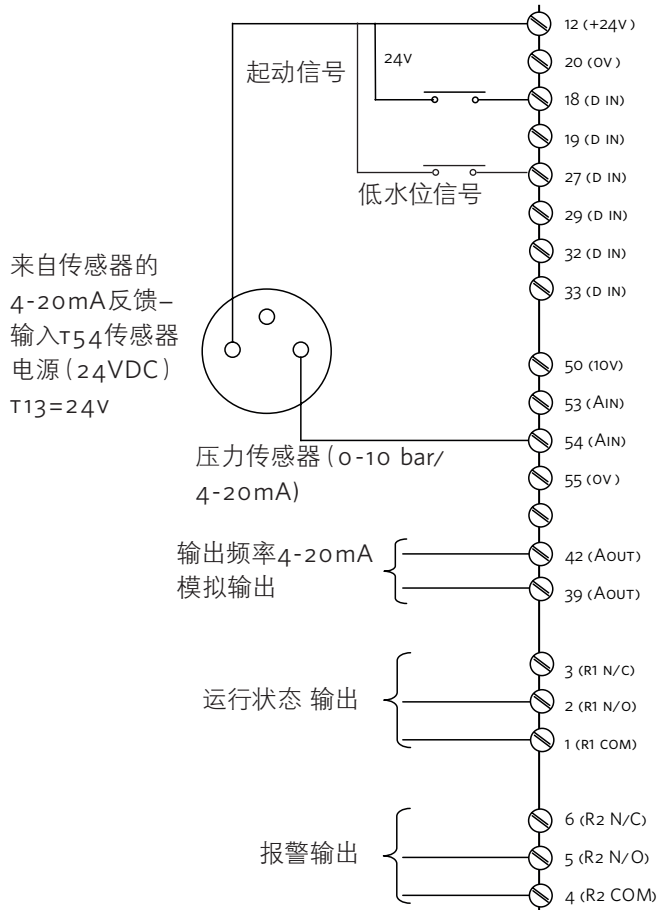 12 (+24V)
24V
20 (0V)
起动信号
18 (D IN)
19 (D IN)
27 (D IN)
低水位信号
29 (D IN)
32 (D IN)
33 (D IN)
来自传感器的
4-20mA反馈–
输入T54传感器
电源(24VDC)
T13=24V
50 (10V)
53 (AIN)
54 (AIN)
压力传感器(0-10 bar/
4-20mA)
55 (0V)
输出频率4-20mA
模拟输出
42 (AOUT)
39 (AOUT)
3 (R1 N/C)
运行状态 输出
2 (R1 N/O)
1 (R1 COM)
6 (R2 N/C)
报警输出
5 (R2 N/O)
4 (R2 COM)